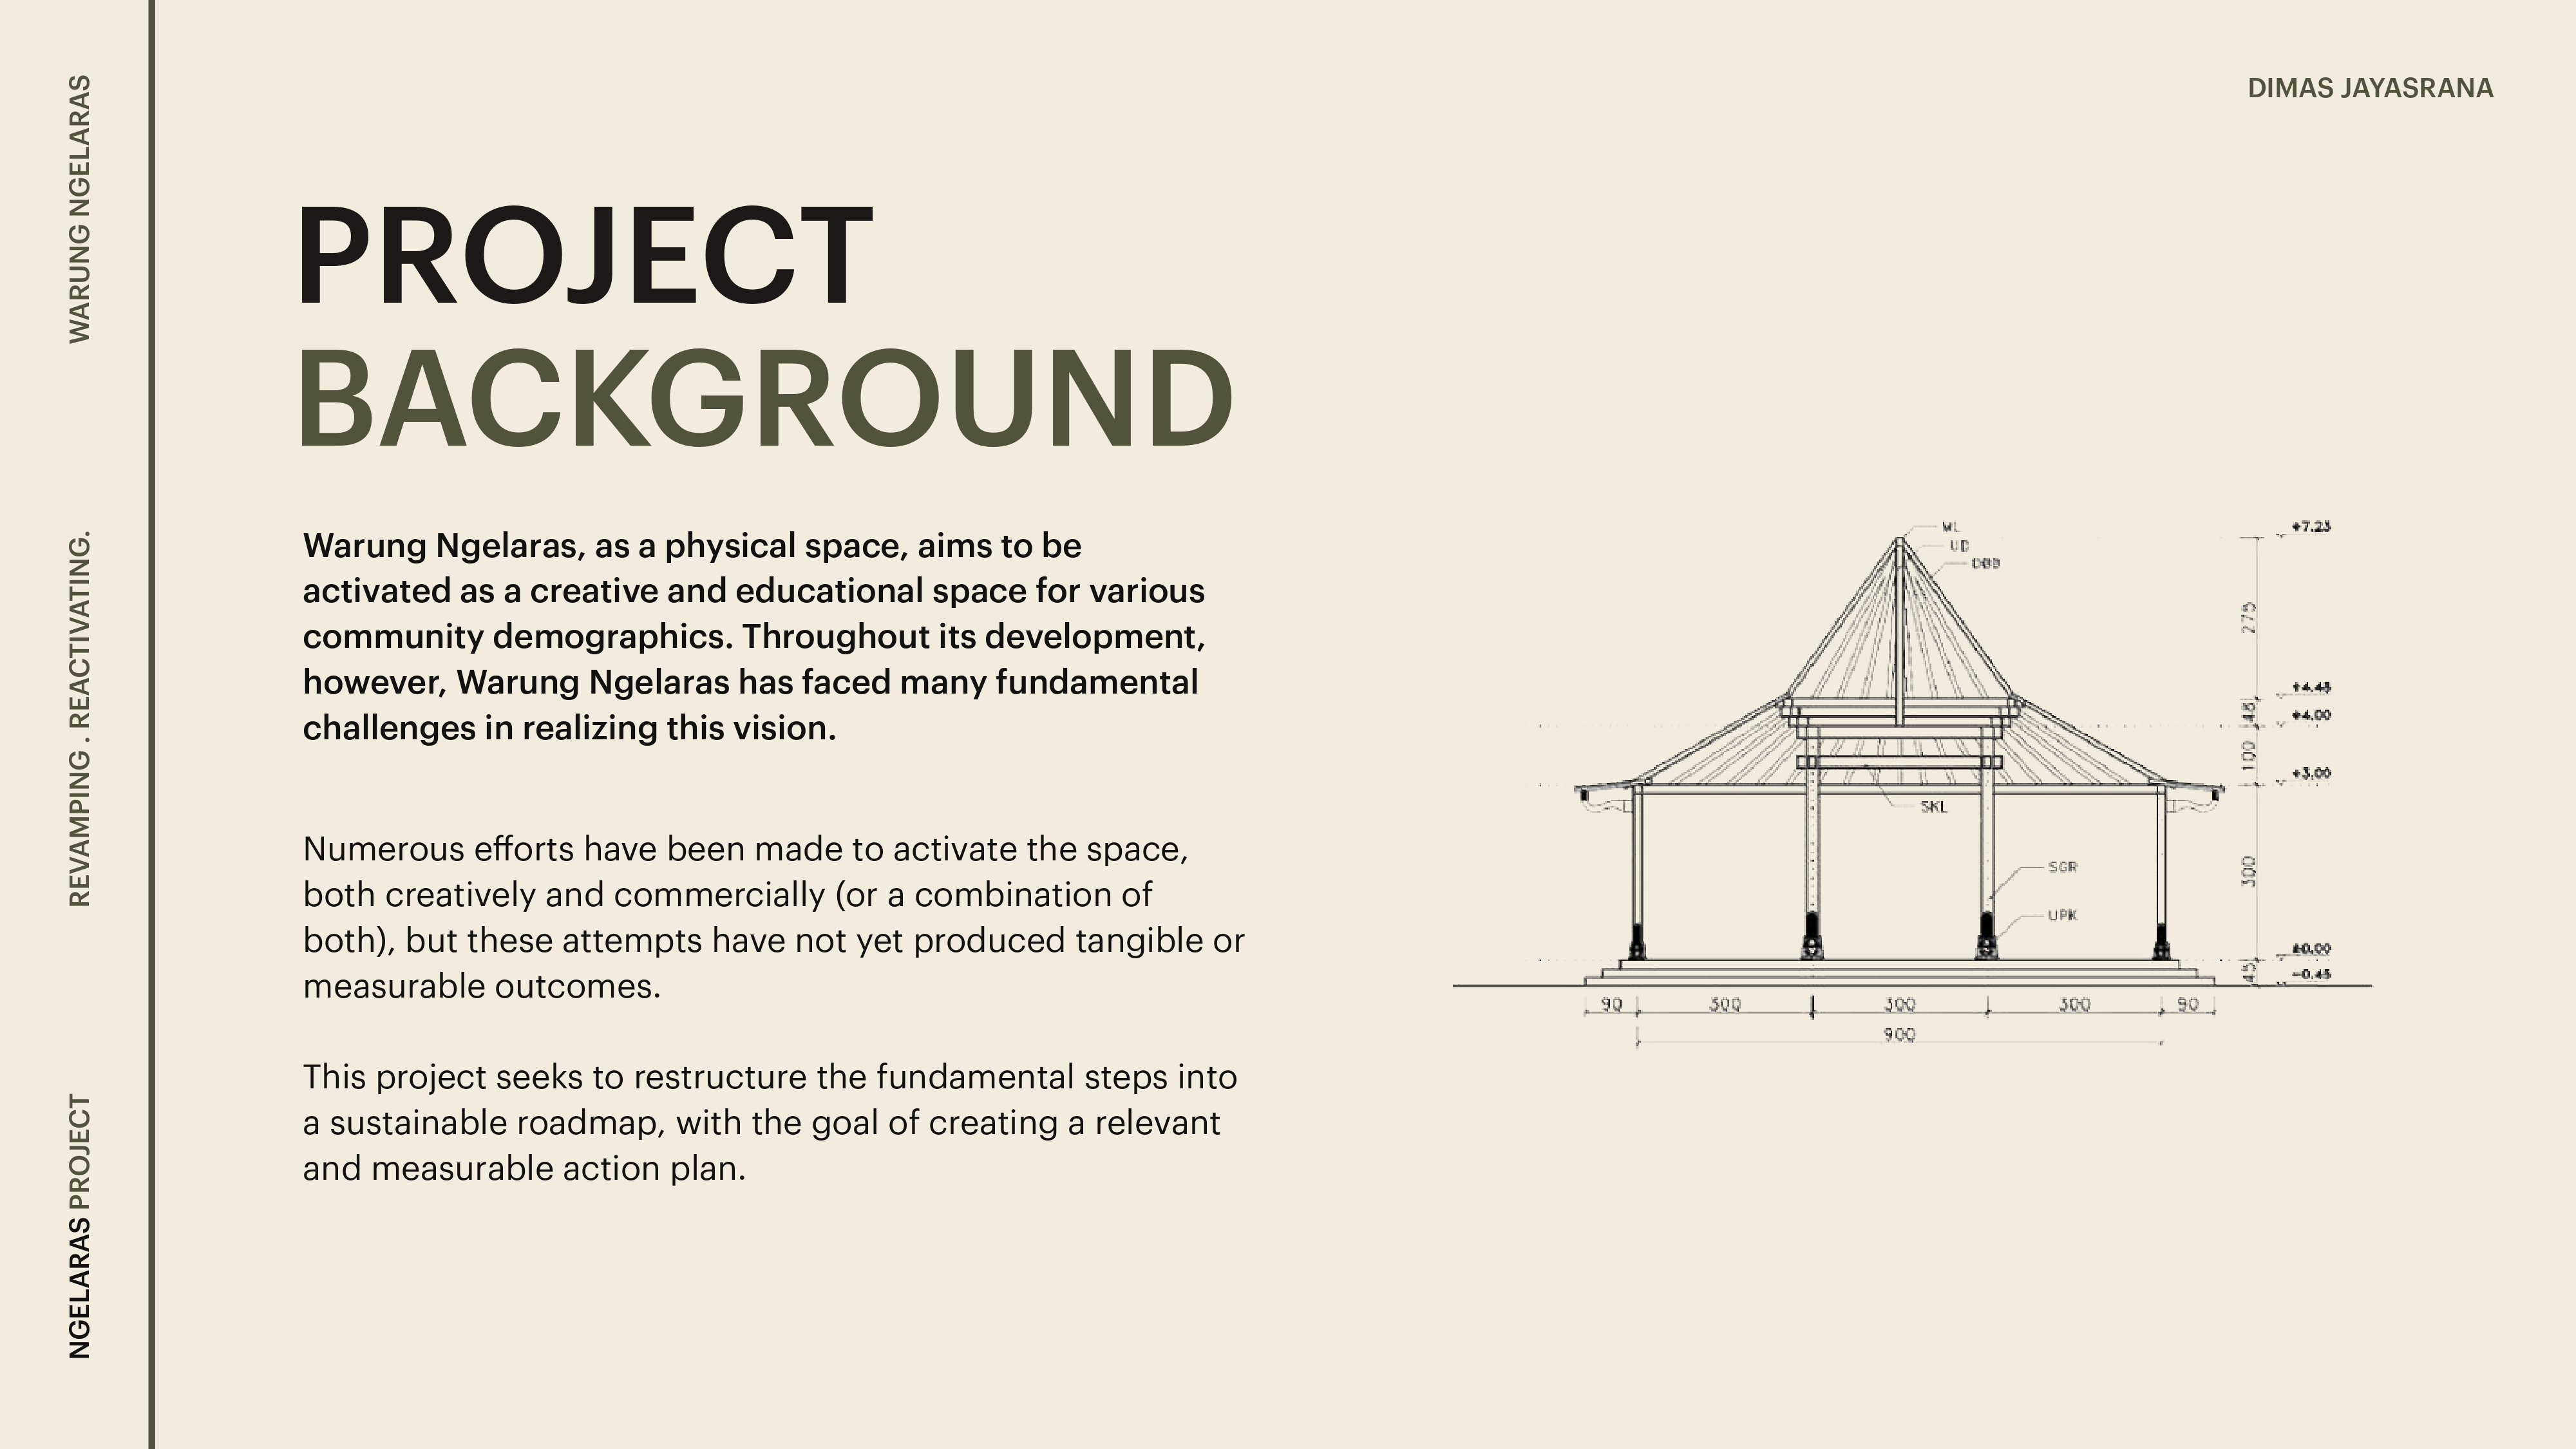 WARUNG NGELARAS
REVAMPING . REACTIVATING.
NGELARAS PROJECT
DIMAS JAYASRANA
PROJECT
BACKGROUND
Warung Ngelaras, as a physical space, aims to be
activated as a creative and educational space for various
community demographics. Throughout its development,
however, Warung Ngelaras has faced many fundamental
challenges in realizing this vision.
Numerous efforts have been made to activate the space,
both creatively and commercially (or a combination of
both), but these attempts have not yet produced tangible or
measurable outcomes.
This project seeks to restructure the fundamental steps into
a sustainable roadmap, with the goal of creating a relevant
and measurable action plan.
ML
UD
SKL
SGR
UPK
+7.23
275
+4.45
45
+4.00
100
+3.00
300
±0.00
45
-0.45
90 300 300 300 90
900